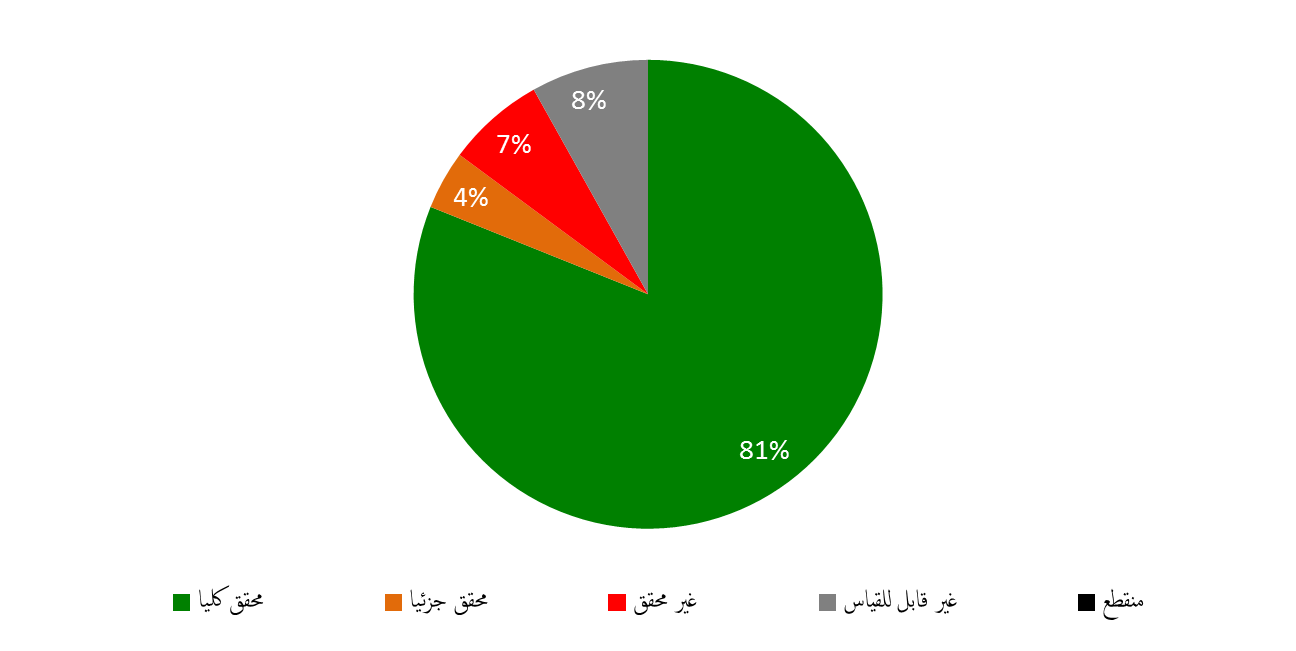 8%
7%
4%
81%
محقق كليا
محقق جزئيا
غير محقق
غير قابل للقياس
منقطع